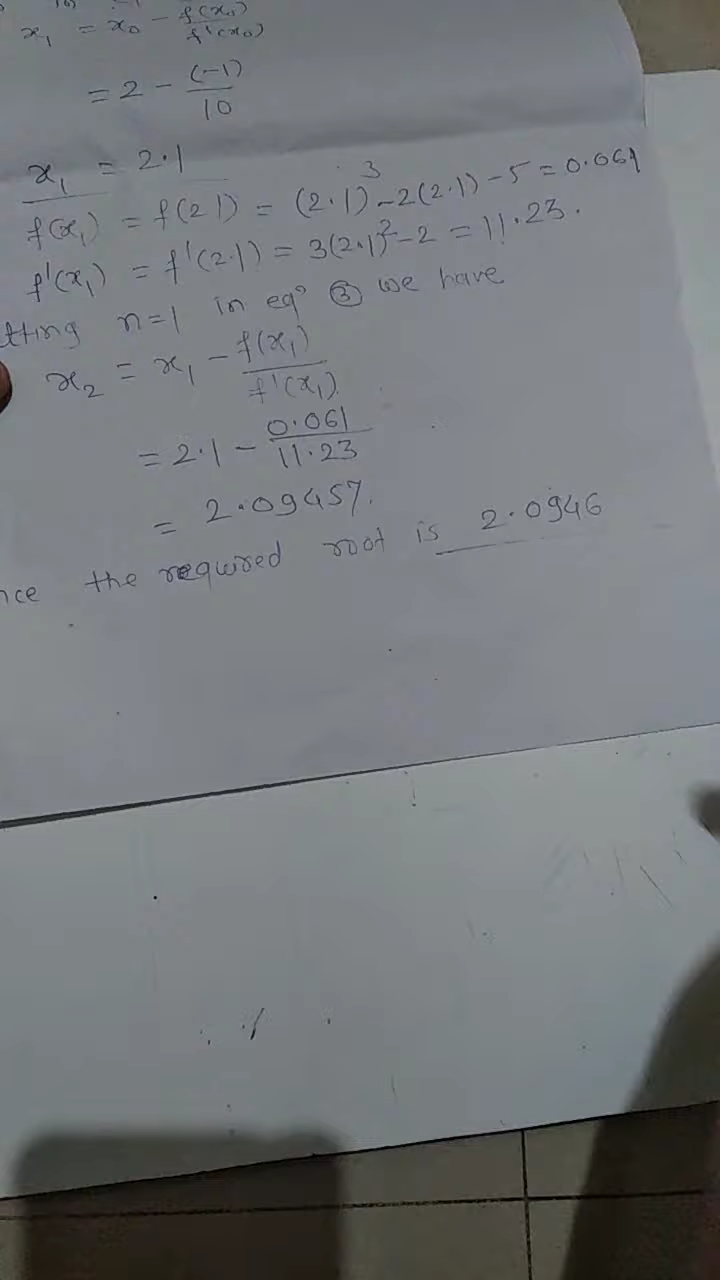 x₁ = x₀ − f(x₀)/f'(x₀)
= 2 − (−1)/10
x₁ = 2.1
f(x₁) = f(2.1) = (2.1)³ − 2(2.1) − 5 = 0.061
f'(x₁) = f'(2.1) = 3(2.1)² − 2 = 11.23.
tting n=1 in eqⁿ ③ we have
x₂ = x₁ − f(x₁)/f'(x₁)
= 2.1 − 0.061/11.23
= 2.09457.
nce the required root is 2.0946